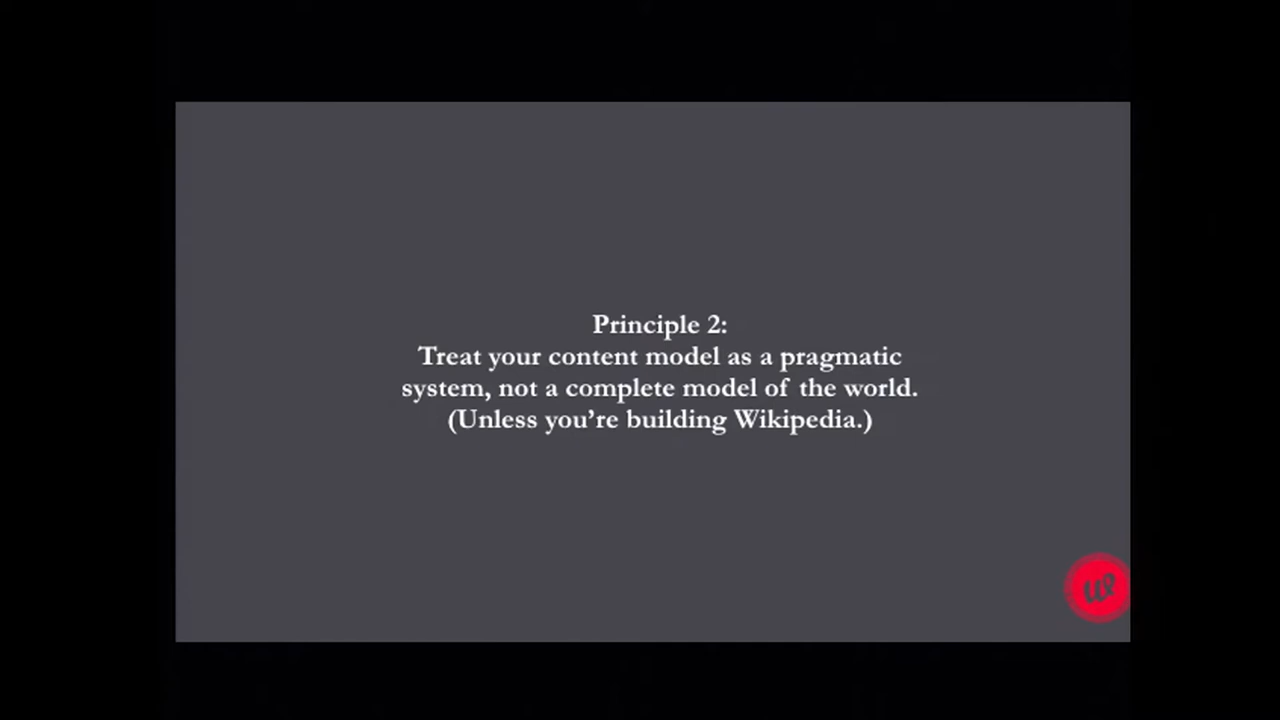 Principle 2:
Treat your content model as a pragmatic
system, not a complete model of the world.
(Unless you’re building Wikipedia.)